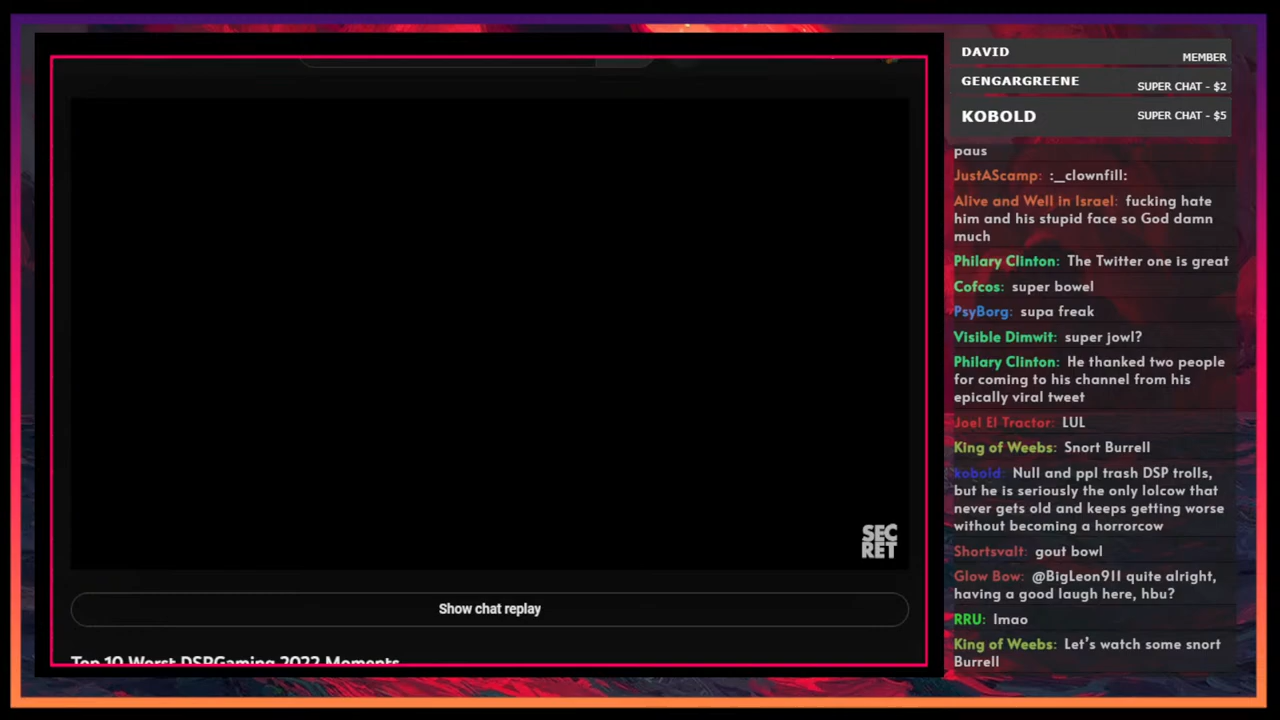 DAVID
MEMBER
GENGARGREENE
SUPER CHAT - $2
KOBOLD
SUPER CHAT - $5
paus
JustAScamp: :_clownfill:
Alive and Well in Israel: fucking hate
him and his stupid face so God damn
much
Philary Clinton: The Twitter one is great
Cofcos: super bowel
PsyBorg: supa freak
Visible Dimwit: super jowl?
Philary Clinton: He thanked two people
for coming to his channel from his
epically viral tweet
Joel El Tractor: LUL
King of Weebs: Snort Burrell
kobold: Null and ppl trash DSP trolls,
but he is seriously the only lolcow that
never gets old and keeps getting worse
without becoming a horrorcow
Shortsvalt: gout bowl
Glow Bow: @BigLeon911 quite alright,
having a good laugh here, hbu?
RRU: lmao
King of Weebs: Let's watch some snort
Burrell
SEC
RET
Show chat replay
Top 10 Worst DSPGaming 2022 Moments